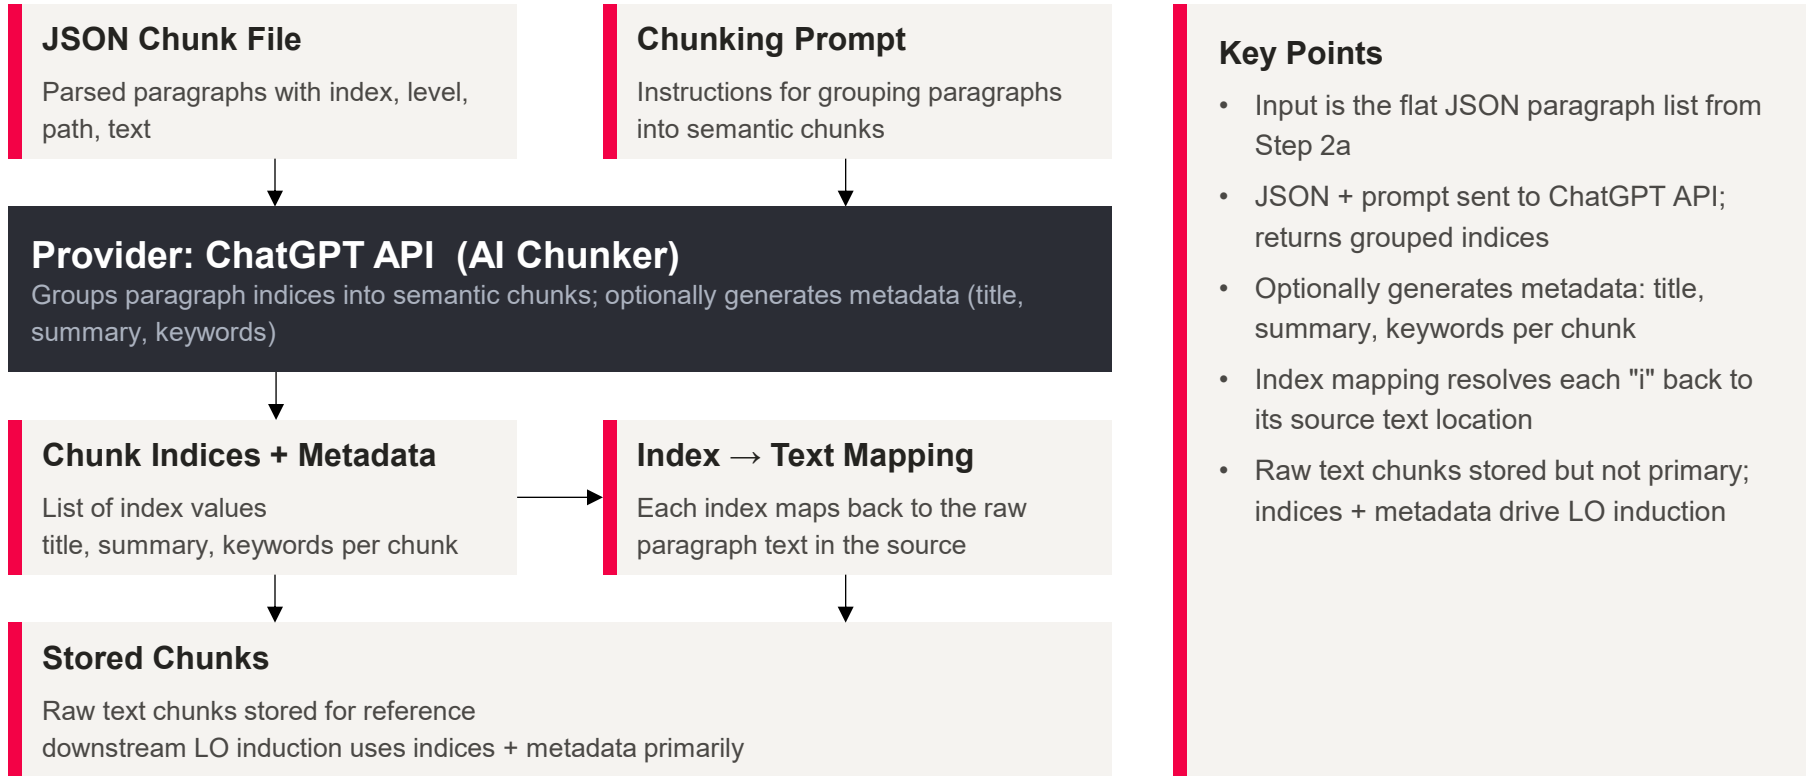 JSON Chunk File
Parsed paragraphs with index, level,
path, text
Chunking Prompt
Instructions for grouping paragraphs
into semantic chunks
Provider: ChatGPT API  (AI Chunker)
Groups paragraph indices into semantic chunks; optionally generates metadata (title,
summary, keywords)
Chunk Indices + Metadata
List of index values
title, summary, keywords per chunk
Index → Text Mapping
Each index maps back to the raw
paragraph text in the source
Stored Chunks
Raw text chunks stored for reference
downstream LO induction uses indices + metadata primarily
Key Points
• Input is the flat JSON paragraph list from
Step 2a
• JSON + prompt sent to ChatGPT API;
returns grouped indices
• Optionally generates metadata: title,
summary, keywords per chunk
• Index mapping resolves each "i" back to
its source text location
• Raw text chunks stored but not primary;
indices + metadata drive LO induction